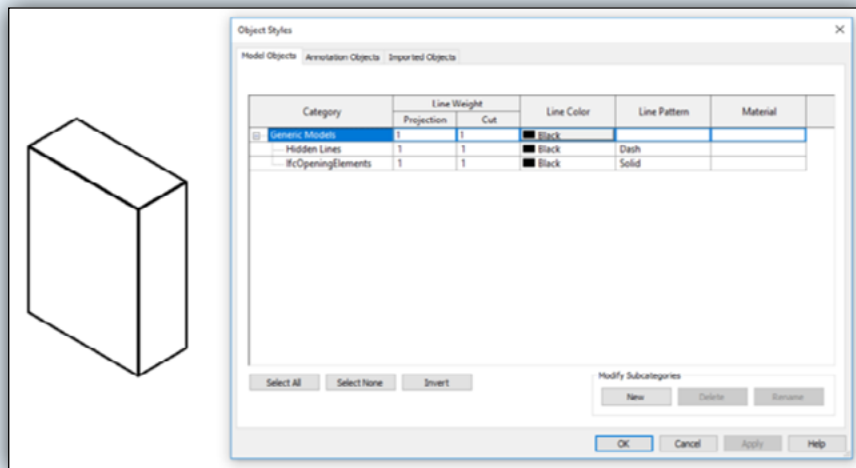 Object Styles
Model Objects Annotation Objects Imported Objects
Category Line Weight Line Color Line Pattern Material
Projection Cut
Generic Models 1 1 Black
Hidden Lines 1 1 Black Dash
IfcOpeningElements 1 1 Black Solid
Modify Subcategories
Select All Select None Invert
New Delete Rename
OK Cancel Apply Help